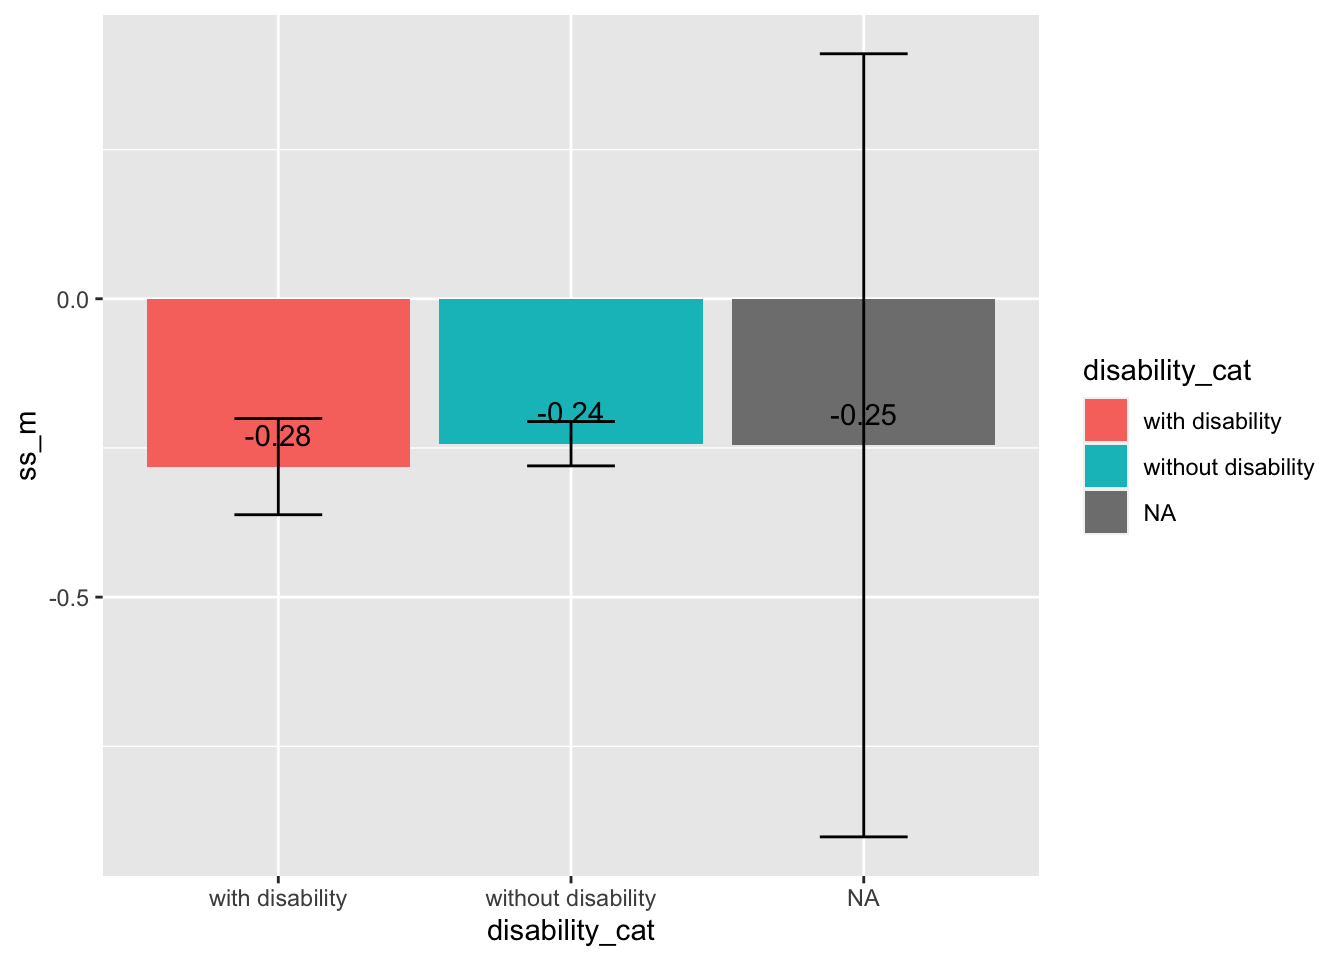 ss_m
0.0
-0.5
-0.28
-0.24
-0.25
with disability
without disability
NA
disability_cat
disability_cat
with disability
without disability
NA